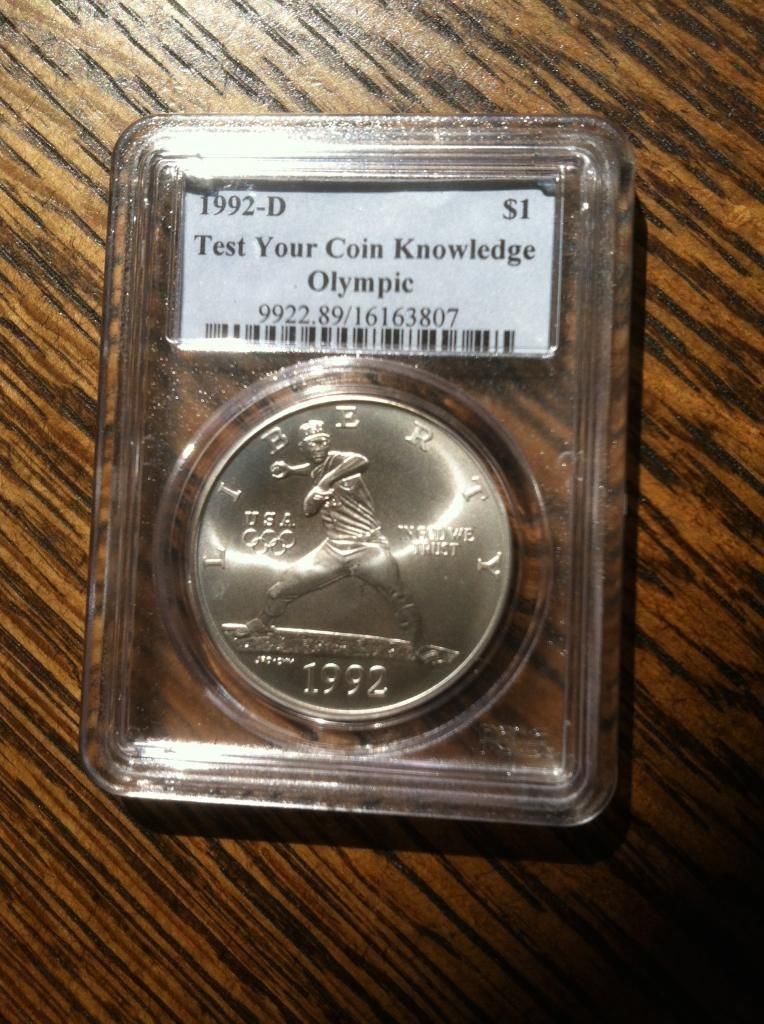 1992-D $1
Test Your Coin Knowledge
Olympic
9922.89/16163807
LIBERTY
USA
IN GOD WE
TRUST
1992